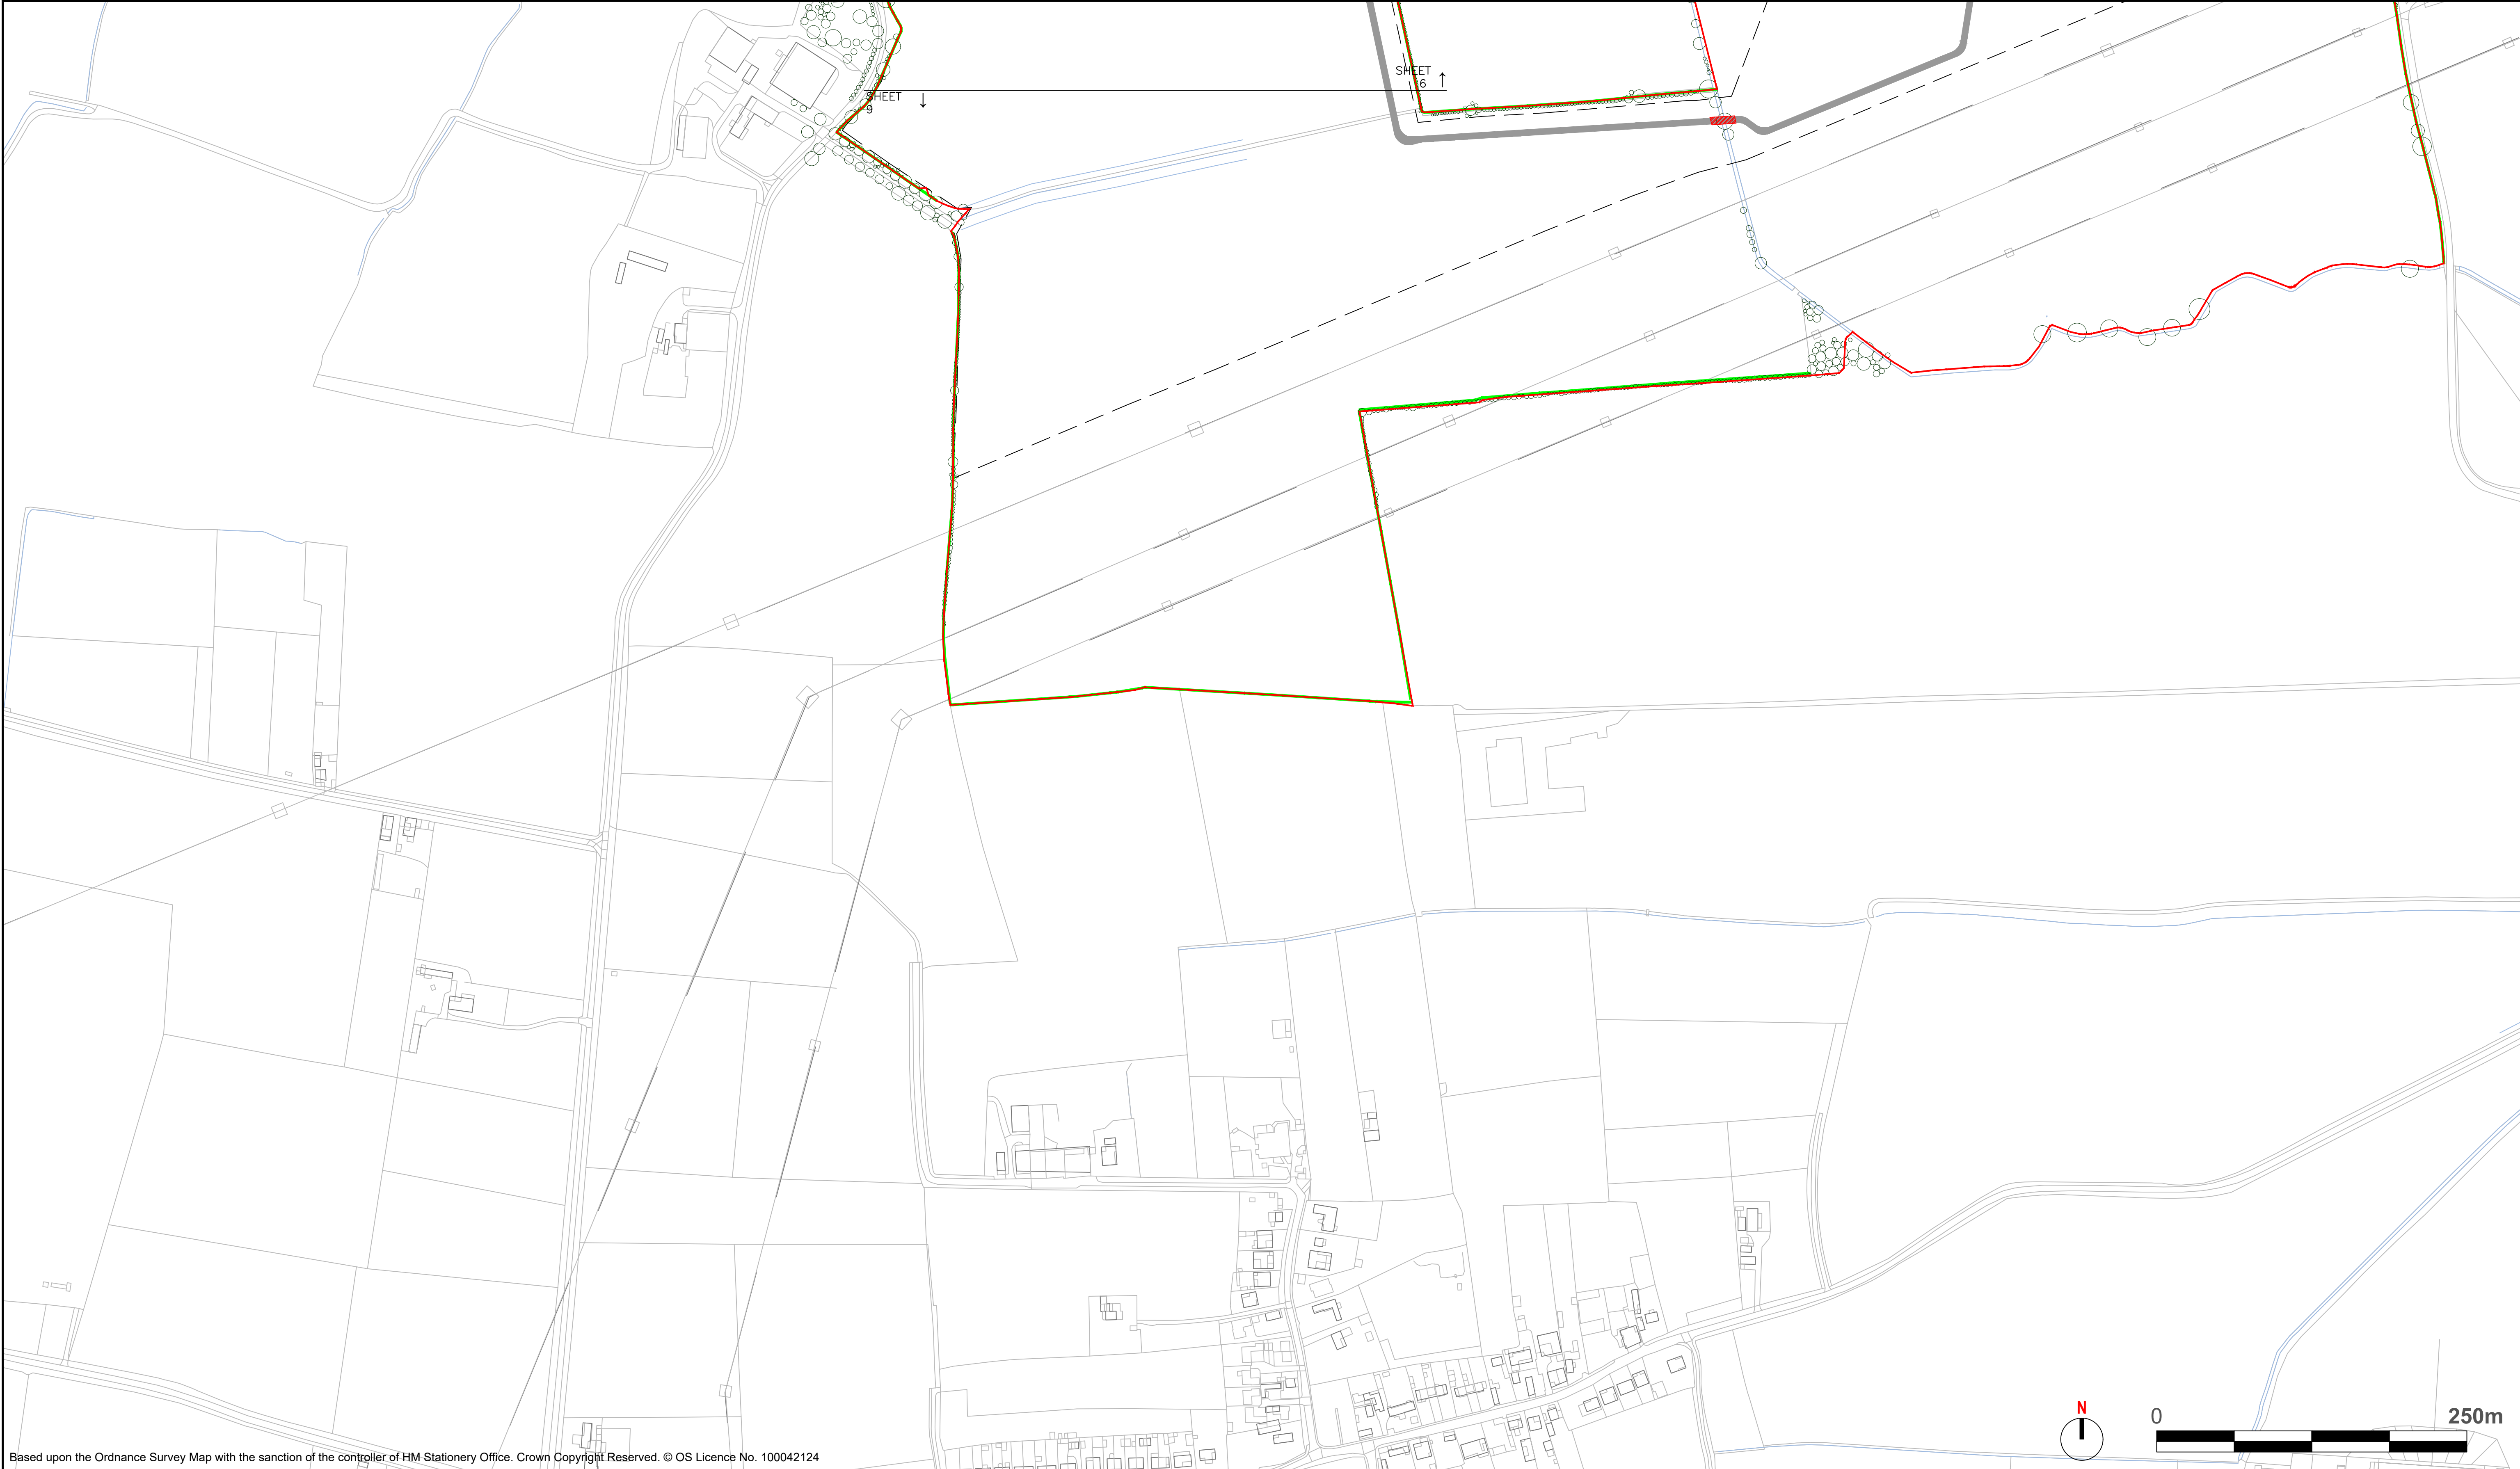 SHEET
6 ↑
SHEET ↓
9
N
0 250m
Based upon the Ordnance Survey Map with the sanction of the controller of HM Stationery Office. Crown Copyright Reserved. © OS Licence No. 100042124